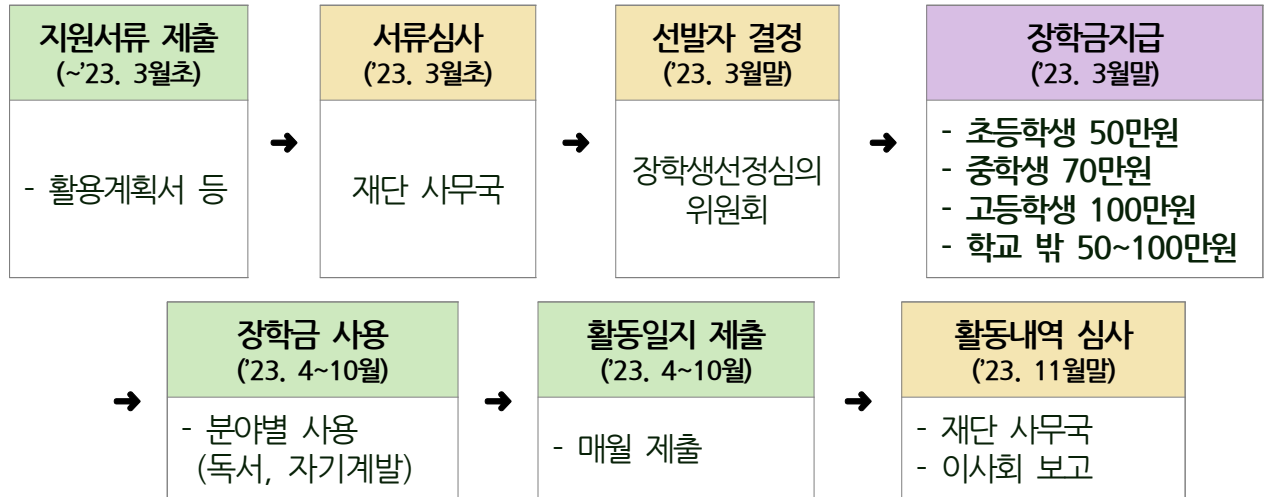 지원서류 제출
(~'23. 3월초)
- 활용계획서 등
➜
서류심사
('23. 3월초)
재단 사무국
➜
선발자 결정
('23. 3월말)
장학생선정심의
위원회
➜
장학금지급
('23. 3월말)
- 초등학생 50만원
- 중학생 70만원
- 고등학생 100만원
- 학교 밖 50~100만원
➜
장학금 사용
('23. 4~10월)
- 분야별 사용
(독서, 자기계발)
➜
활동일지 제출
('23. 4~10월)
- 매월 제출
➜
활동내역 심사
('23. 11월말)
- 재단 사무국
- 이사회 보고